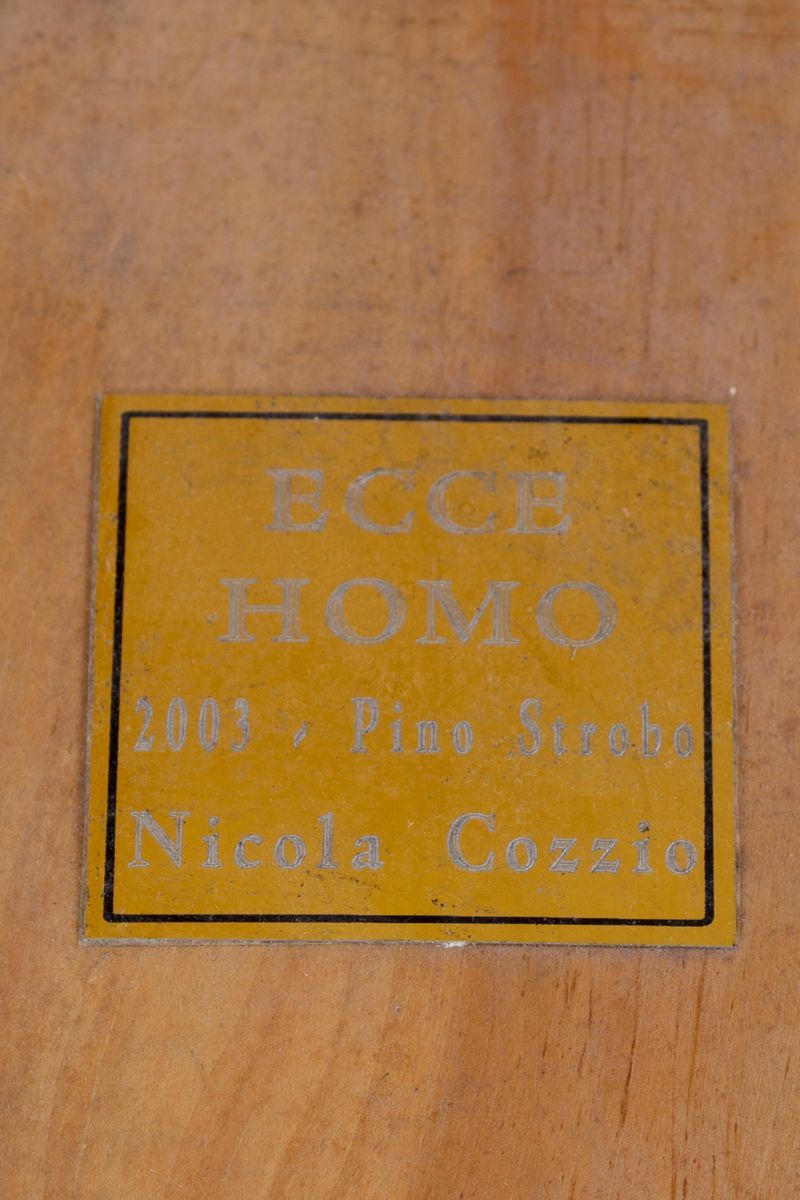 ECCE
HOMO
2003 - Pino Strobo
Nicola Cozzio